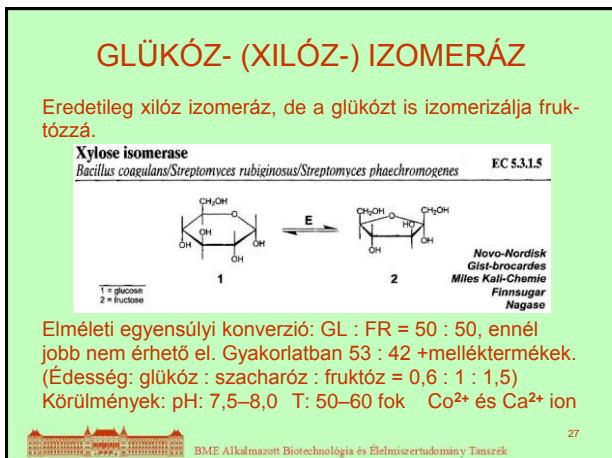 GLÜKÓZ- (XILÓZ-) IZOMERÁZ
Eredetileg xilóz izomeráz, de a glükózt is izomerizálja fruk-
tózzá.
Xylose isomerase
EC 5.3.1.5
Bacillus coagulans/Streptomyces rubiginosus/Streptomyces phaechromogenes
CH₂OH
O
OH
OH
OH
OH
1
E
CH₂OH
O
CH₂OH
HO
OH
OH
2
1 = glucose
2 = fructose
Novo-Nordisk
Gist-brocardes
Miles Kali-Chemie
Finnsugar
Nagase
Elméleti egyensúlyi konverzió: GL : FR = 50 : 50, ennél
jobb nem érhető el. Gyakorlatban 53 : 42 +melléktermékek.
(Édesség: glükóz : szacharóz : fruktóz = 0,6 : 1 : 1,5)
Körülmények: pH: 7,5–8,0 T: 50–60 fok Co²⁺ és Ca²⁺ ion
27
BME Alkalmazott Biotechnológia és Élelmiszertudomány Tanszék